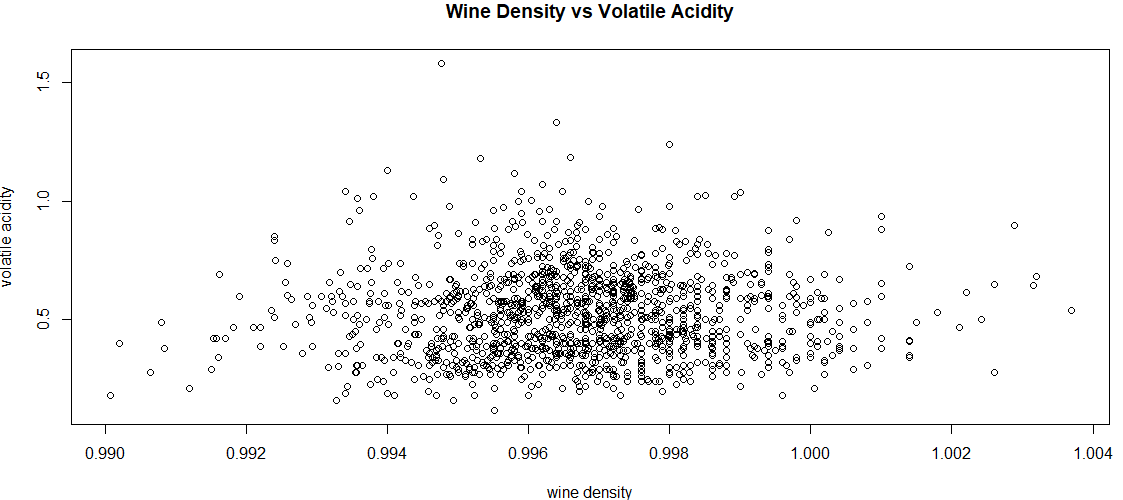 Wine Density vs Volatile Acidity
volatile acidity
1.5
1.0
0.5
0.990 0.992 0.994 0.996 0.998 1.000 1.002 1.004
wine density